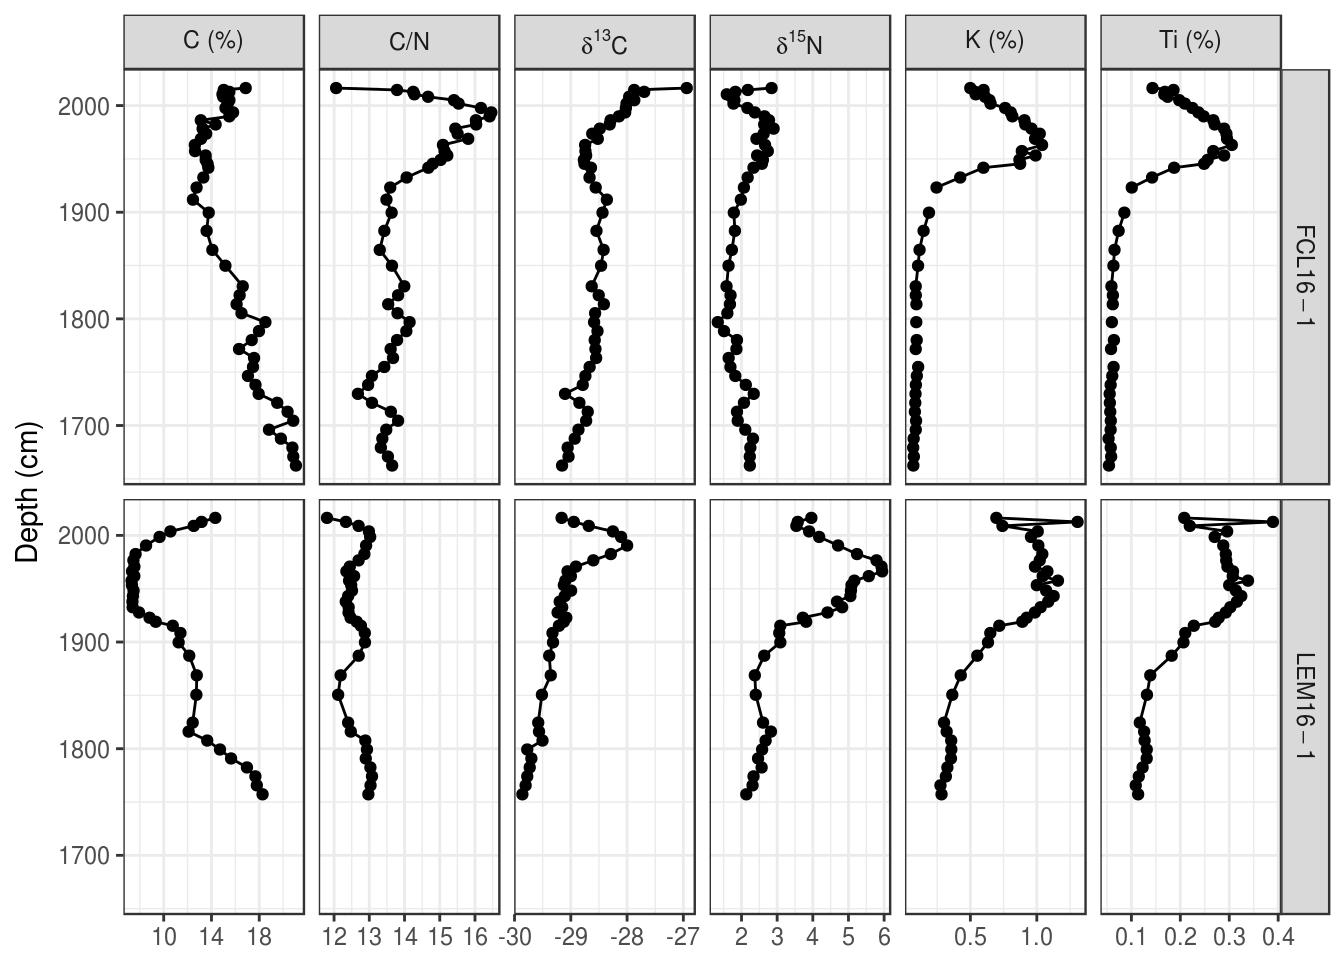 C (%)
C/N
δ¹³C
δ¹⁵N
K (%)
Ti (%)
2000
1900
1800
1700
FCL16 – 1
Depth (cm)
2000
1900
1800
1700
LEM16 – 1
10 14 18 12 13 14 15 16 -30 -29 -28 -27 2 3 4 5 6 0.5 1.0 0.1 0.2 0.3 0.4